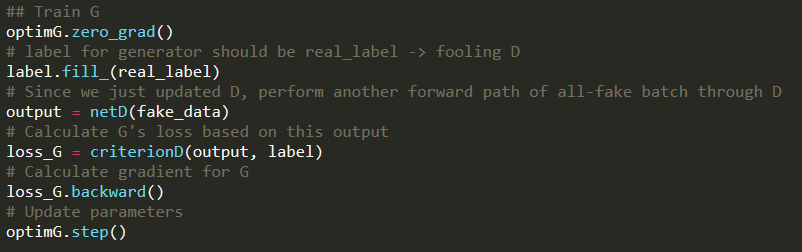 ## Train G
optimG.zero_grad()
# label for generator should be real_label -> fooling D
label.fill_(real_label)
# Since we just updated D, perform another forward path of all-fake batch through D
output = netD(fake_data)
# Calculate G's loss based on this output
loss_G = criterionD(output, label)
# Calculate gradient for G
loss_G.backward()
# Update parameters
optimG.step()